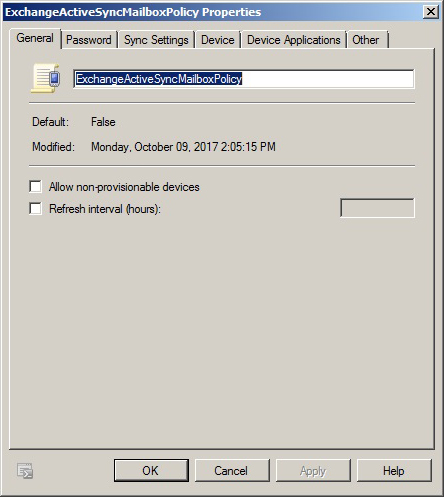 ExchangeActiveSyncMailboxPolicy Properties
General Password Sync Settings Device Device Applications Other
ExchangeActiveSyncMailboxPolicy
Default: False
Modified: Monday, October 09, 2017 2:05:15 PM
Allow non-provisionable devices
Refresh interval (hours):
OK Cancel Apply Help